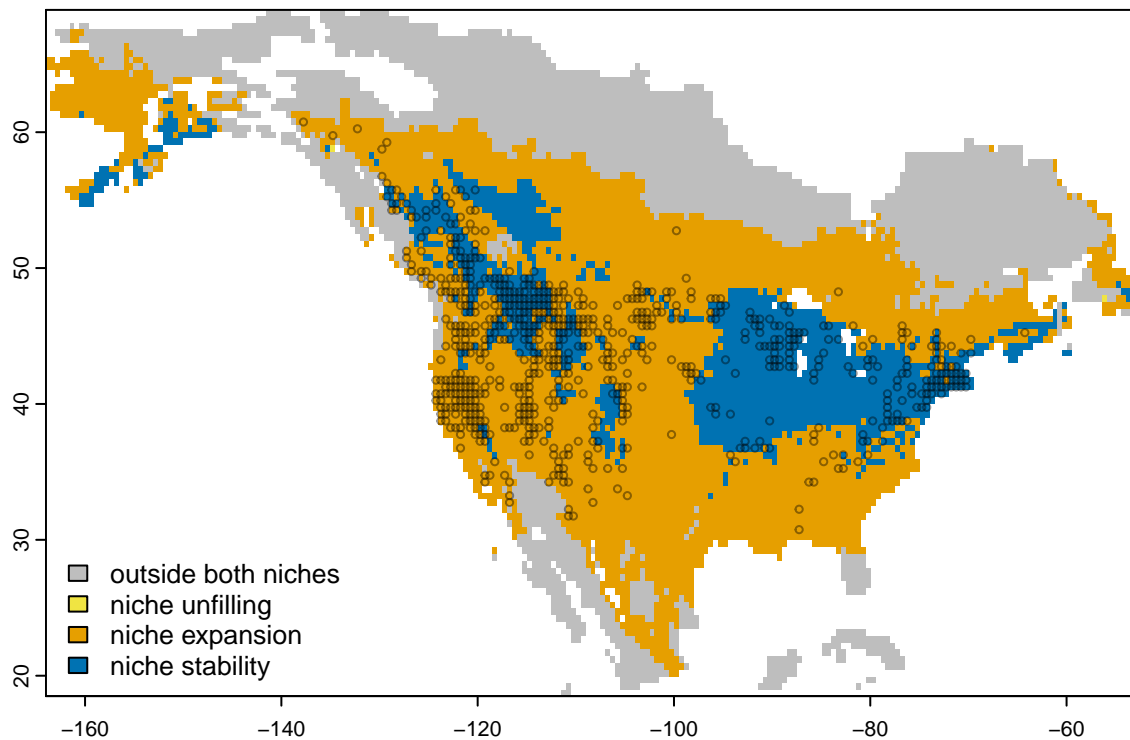 60
50
40
30
20
outside both niches
niche unfilling
niche expansion
niche stability
−160 −140 −120 −100 −80 −60